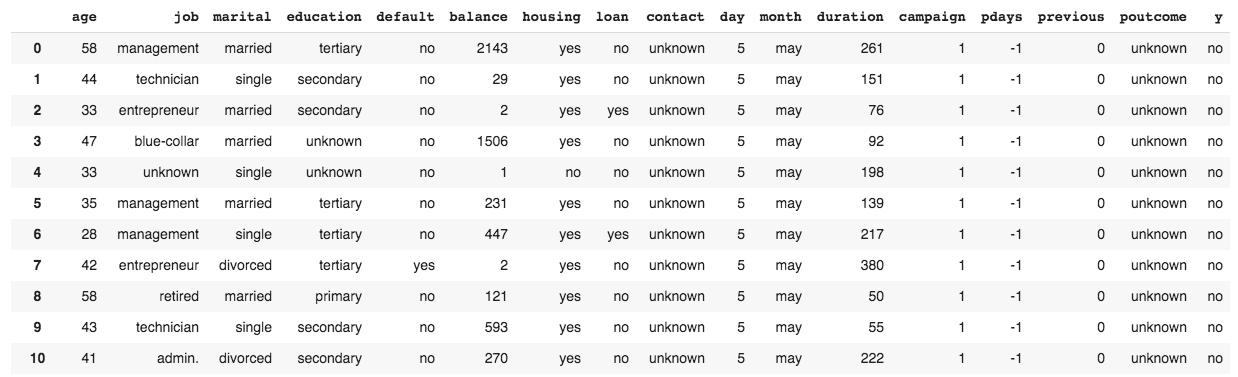 age job marital education default balance housing loan contact day month duration campaign pdays previous poutcome y
0 58 management married tertiary no 2143 yes no unknown 5 may 261 1 -1 0 unknown no
1 44 technician single secondary no 29 yes no unknown 5 may 151 1 -1 0 unknown no
2 33 entrepreneur married secondary no 2 yes yes unknown 5 may 76 1 -1 0 unknown no
3 47 blue-collar married unknown no 1506 yes no unknown 5 may 92 1 -1 0 unknown no
4 33 unknown single unknown no 1 no no unknown 5 may 198 1 -1 0 unknown no
5 35 management married tertiary no 231 yes no unknown 5 may 139 1 -1 0 unknown no
6 28 management single tertiary no 447 yes yes unknown 5 may 217 1 -1 0 unknown no
7 42 entrepreneur divorced tertiary yes 2 yes no unknown 5 may 380 1 -1 0 unknown no
8 58 retired married primary no 121 yes no unknown 5 may 50 1 -1 0 unknown no
9 43 technician single secondary no 593 yes no unknown 5 may 55 1 -1 0 unknown no
10 41 admin. divorced secondary no 270 yes no unknown 5 may 222 1 -1 0 unknown no